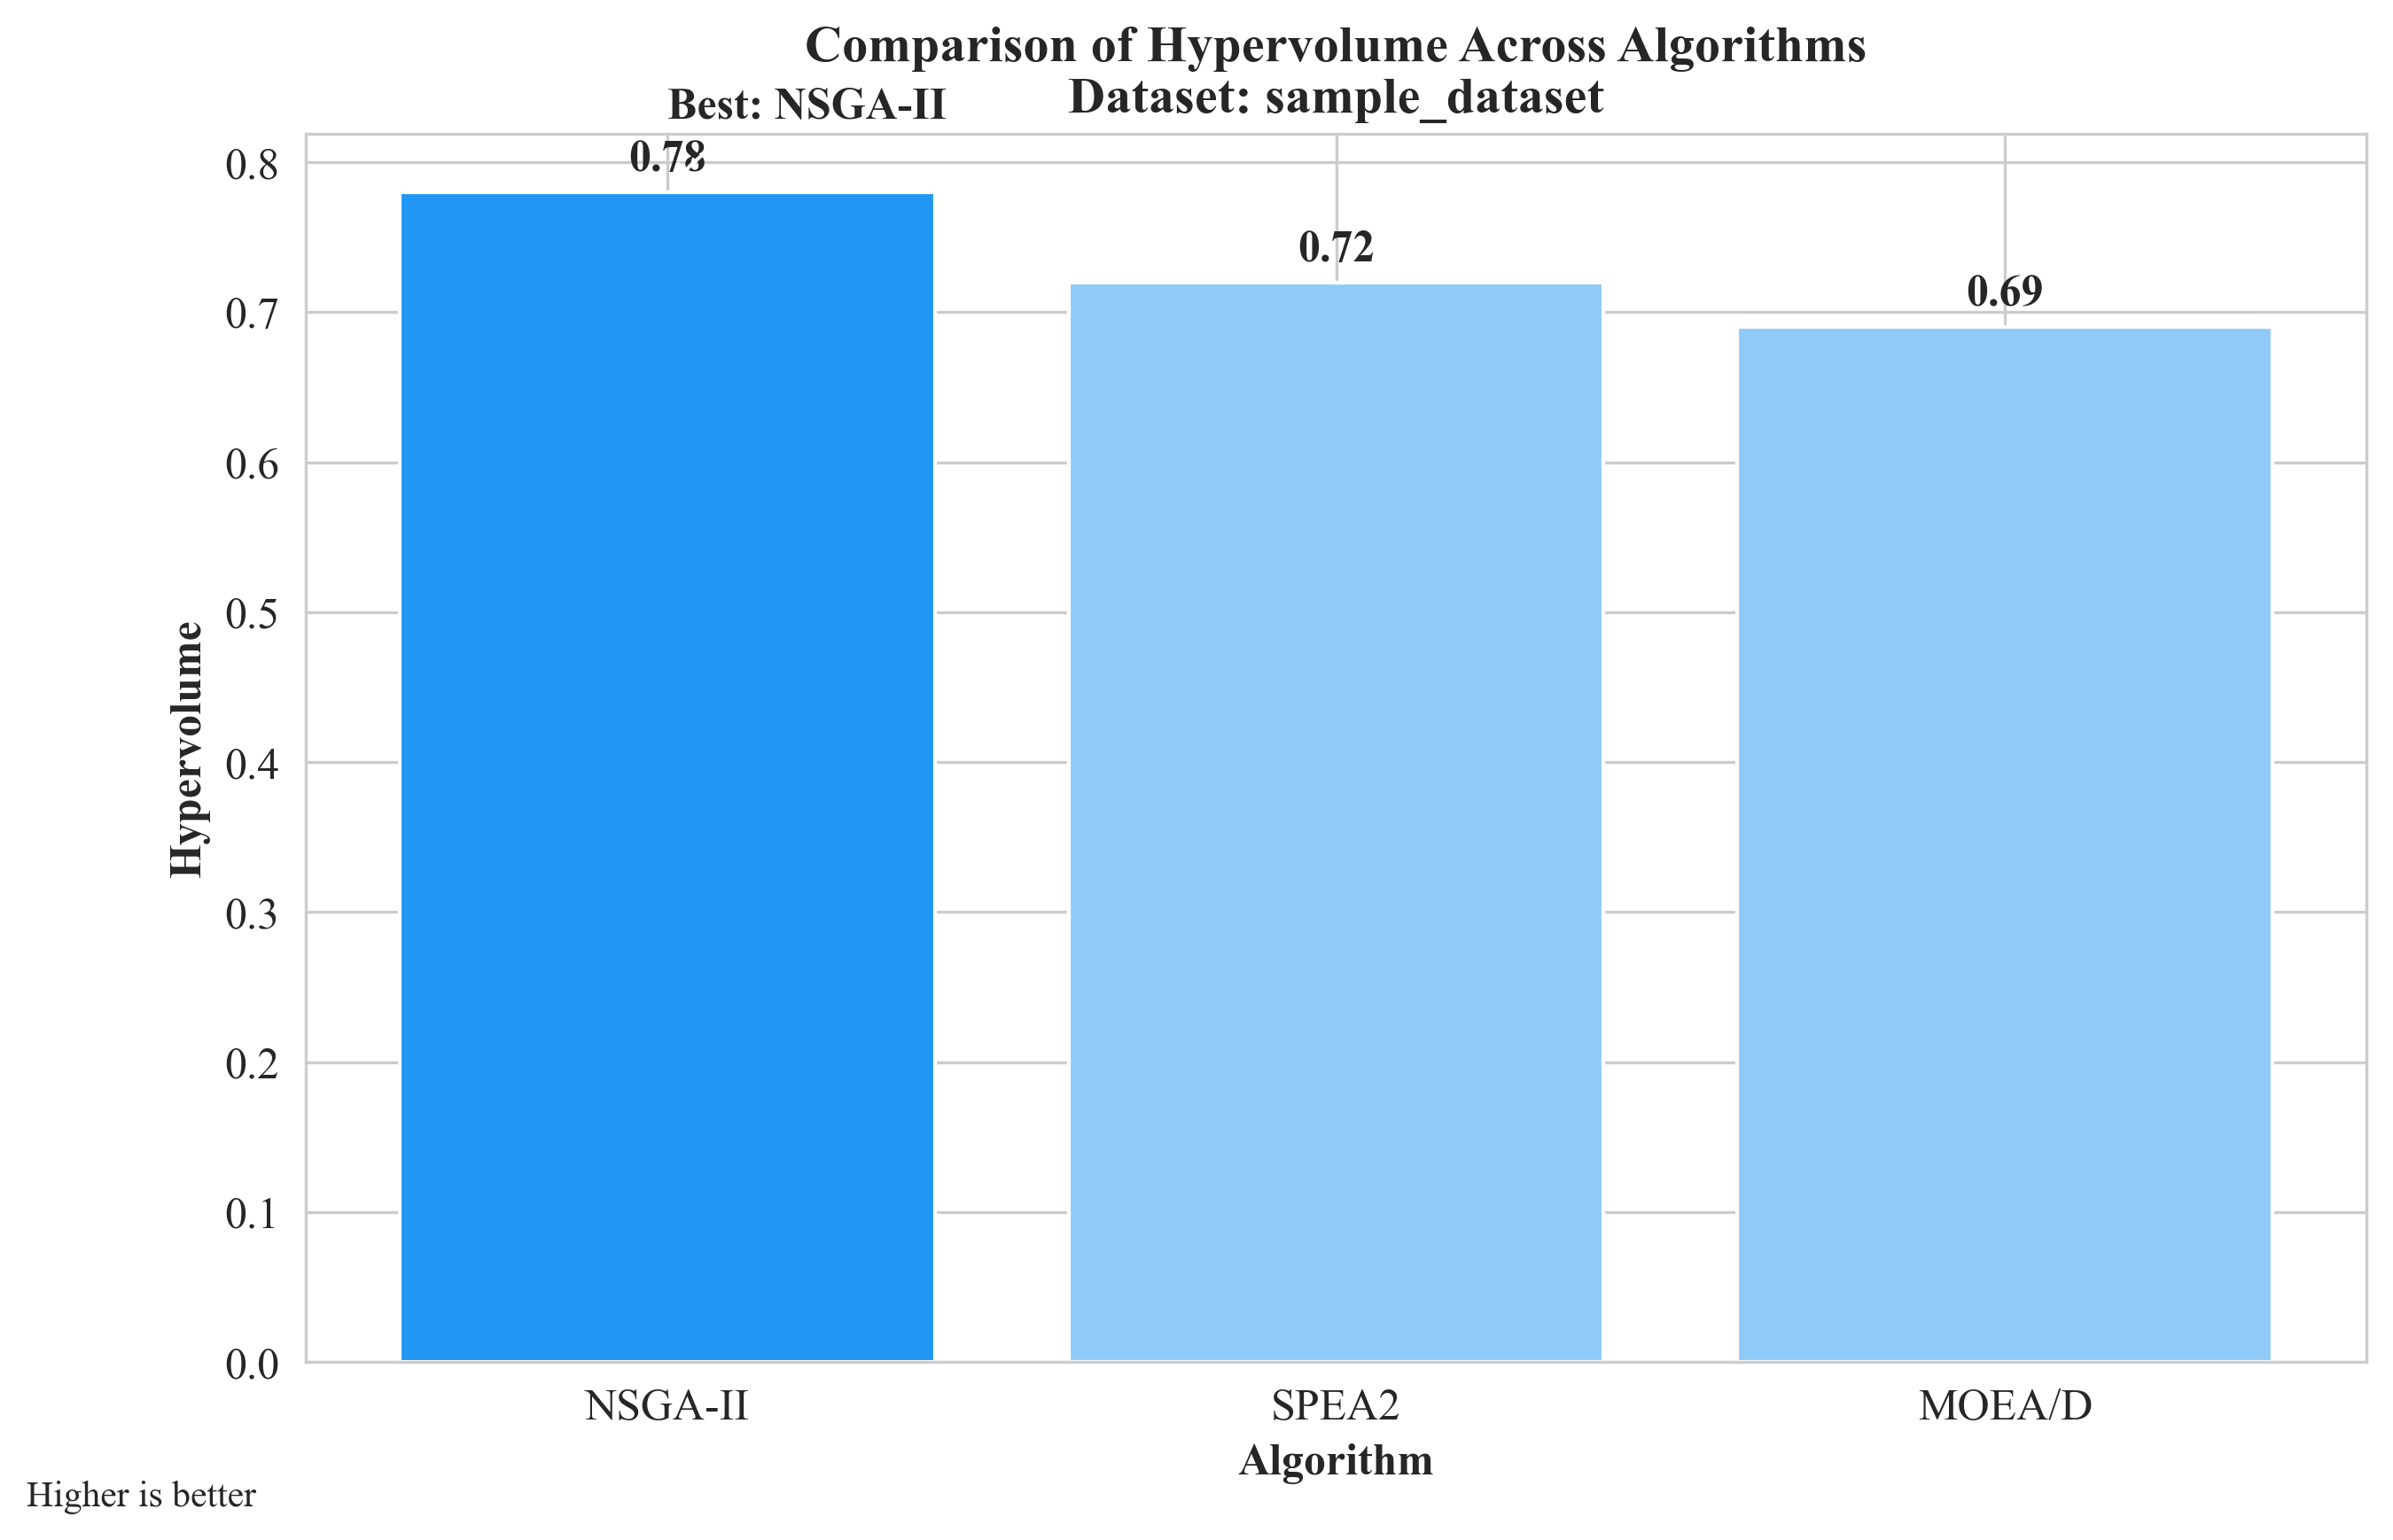 Comparison of Hypervolume Across Algorithms
Dataset: sample_dataset
Best: NSGA-II
0.78
0.72
0.69
0.8
0.7
0.6
0.5
0.4
0.3
0.2
0.1
0.0
Hypervolume
NSGA-II
SPEA2
MOEA/D
Algorithm
Higher is better